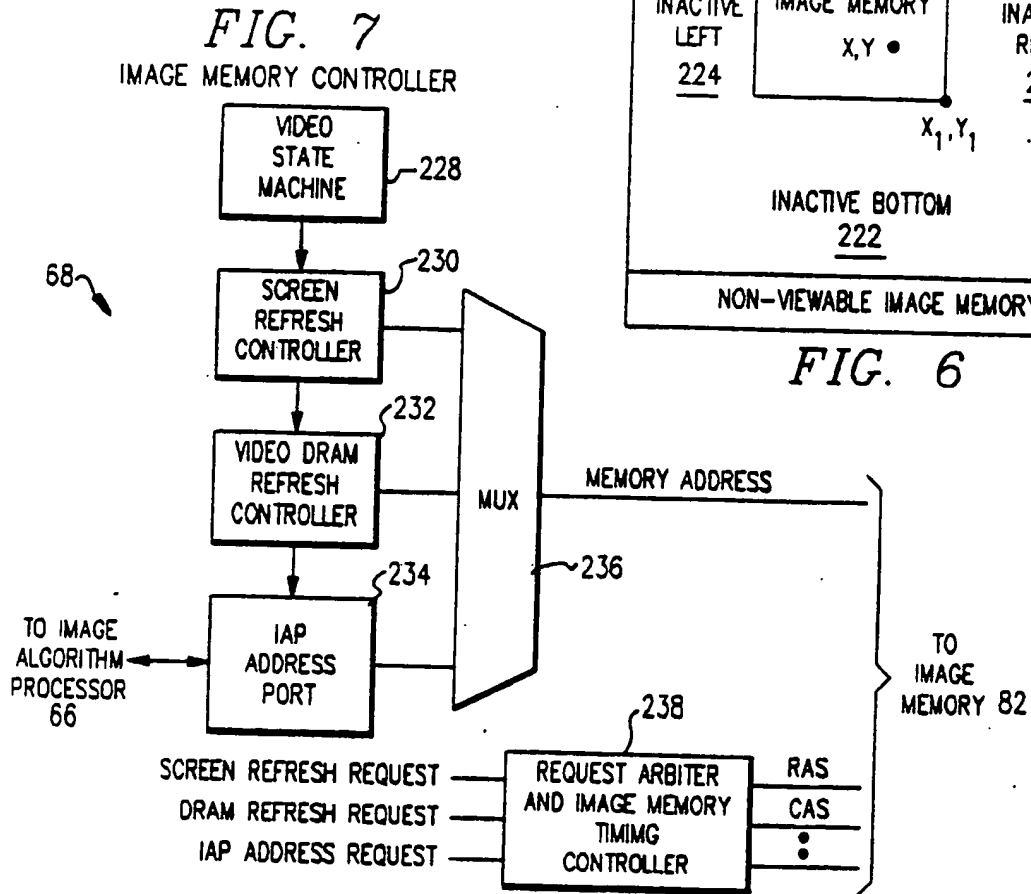 FIG. 7
IMAGE MEMORY CONTROLLER
VIDEO
STATE
MACHINE
228
68
230
SCREEN
REFRESH
CONTROLLER
232
VIDEO DRAM
REFRESH
CONTROLLER
MUX
236
MEMORY ADDRESS
234
IAP
ADDRESS
PORT
TO IMAGE
ALGORITHM
PROCESSOR
66
TO
IMAGE
MEMORY 82
238
SCREEN REFRESH REQUEST
DRAM REFRESH REQUEST
IAP ADDRESS REQUEST
REQUEST ARBITER
AND IMAGE MEMORY
TIMIMG
CONTROLLER
RAS
CAS
INACTIVE
LEFT
224
IMAGE MEMORY
X,Y
X1,Y1
INACTIVE BOTTOM
222
NON-VIEWABLE IMAGE MEMORY
FIG. 6